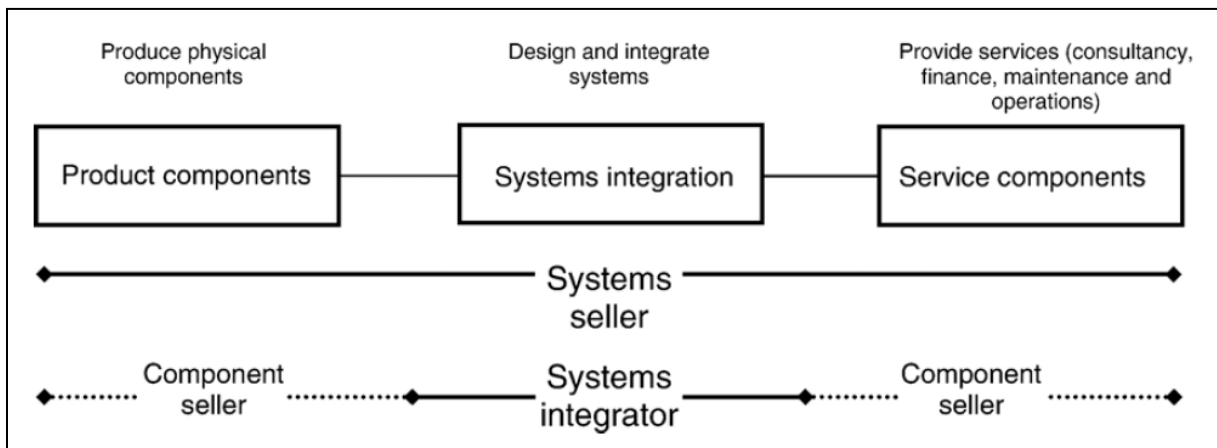 Produce physical
components
Design and integrate
systems
Provide services (consultancy,
finance, maintenance and
operations)
Product components
Systems integration
Service components
Systems
seller
Component
seller
Systems
integrator
Component
seller